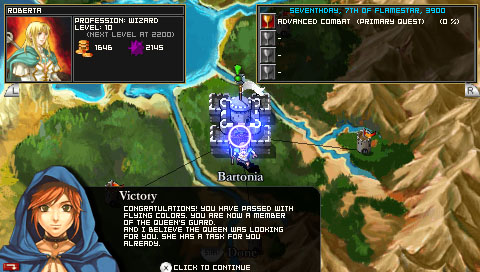 ROBERTA
PROFESSION: WIZARD
LEVEL: 10
(NEXT LEVEL AT 2200)
1646 2145
SEVENTHDAY, 7TH OF FLAMESTAR, 3900
ADVANCED COMBAT (PRIMARY QUEST) (0 %)
-
-
-
L
R
Bartonia
Victory
CONGRATULATIONS! YOU HAVE PASSED WITH
FLYING COLORS. YOU ARE NOW A MEMBER
OF THE QUEEN'S GUARD.
AND I BELIEVE THE QUEEN WAS LOOKING
FOR YOU. SHE HAS A TASK FOR YOU
ALREADY.
CLICK TO CONTINUE